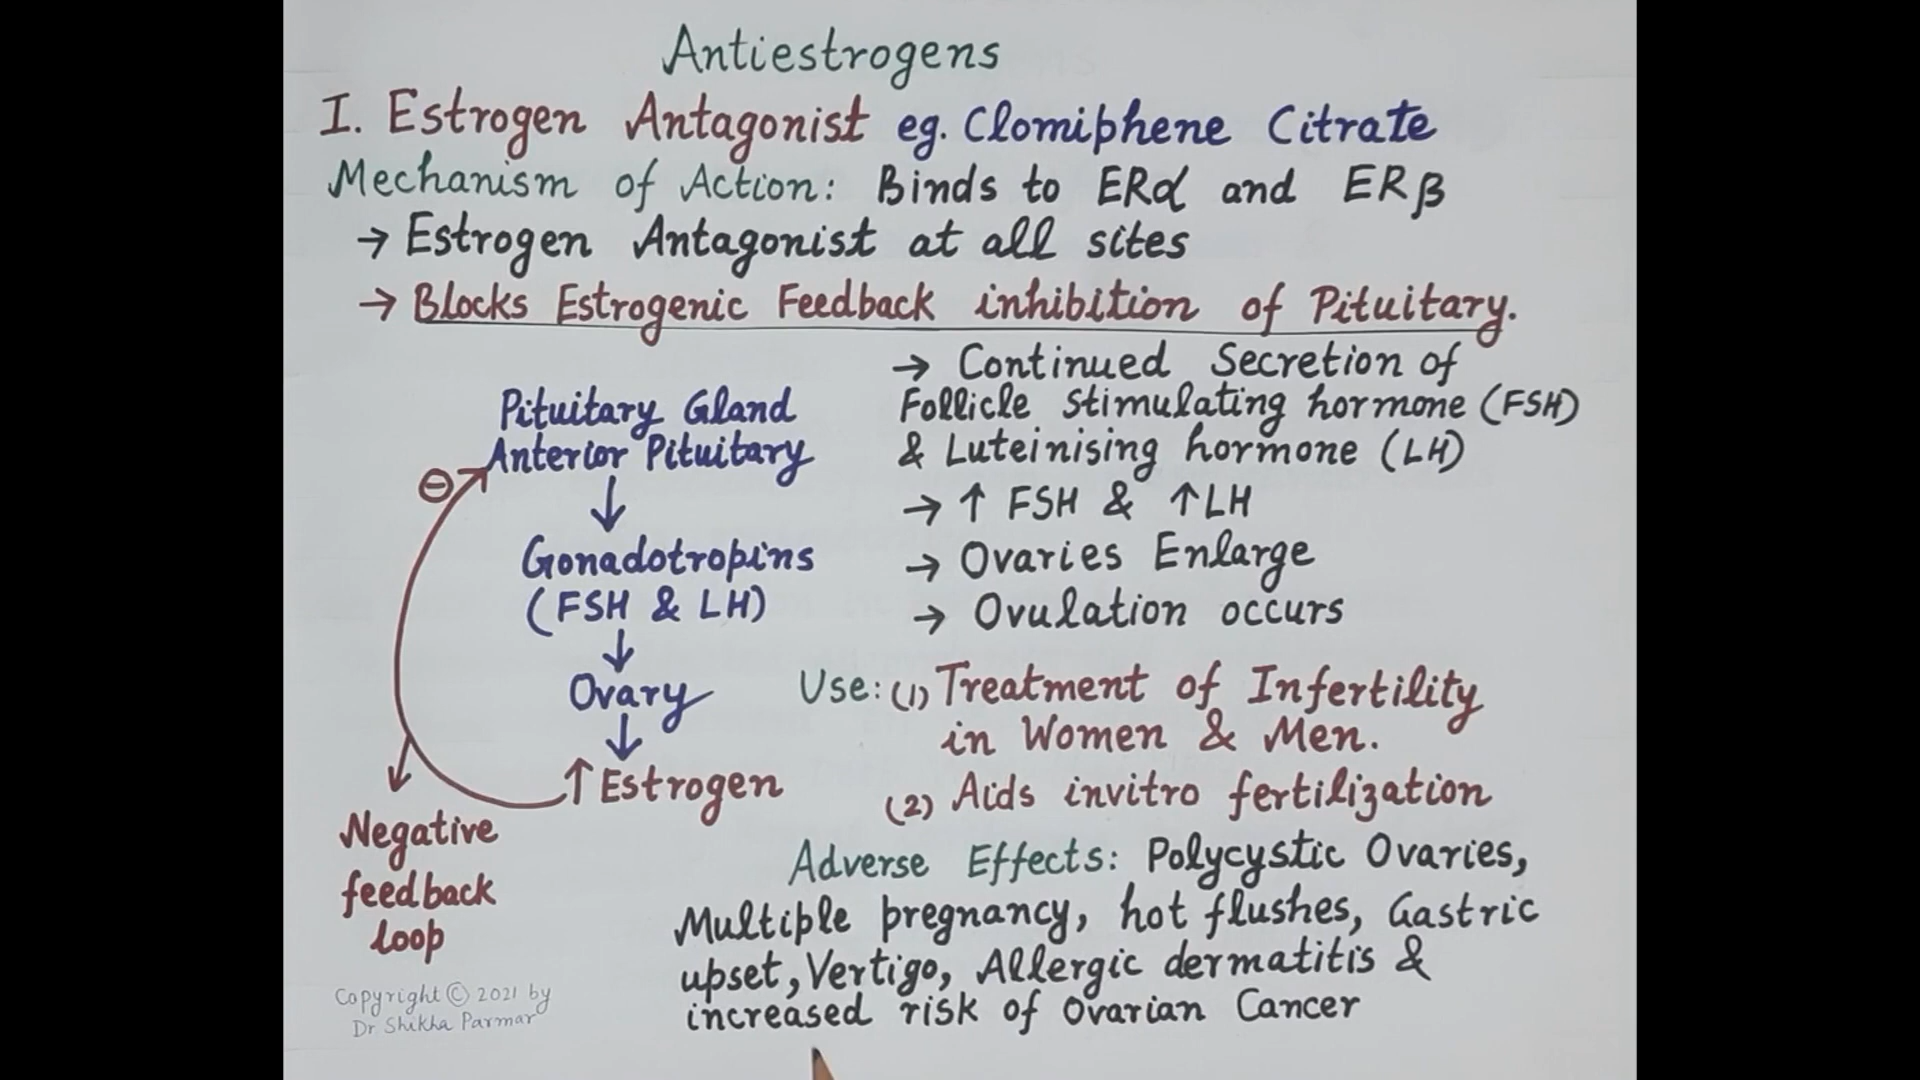 Antiestrogens
I. Estrogen Antagonist eg. Clomiphene Citrate
Mechanism of Action: Binds to ERα and ERβ
→ Estrogen Antagonist at all sites
→ Blocks Estrogenic Feedback inhibition of Pituitary.
→ Continued Secretion of
Follicle stimulating hormone (FSH)
& Luteinising hormone (LH)
→ ↑ FSH & ↑ LH
→ Ovaries Enlarge
→ Ovulation occurs
Pituitary Gland
Anterior Pituitary
⊖
↓
Gonadotropins
(FSH & LH)
↓
Ovary
↓
↑ Estrogen
Negative
feedback
loop
Use: (1) Treatment of Infertility
in Women & Men.
(2) Aids invitro fertilization
Adverse Effects: Polycystic Ovaries,
Multiple pregnancy, hot flushes, Gastric
upset, Vertigo, Allergic dermatitis &
increased risk of Ovarian Cancer
Copyright © 2021 by
Dr Shikha Parmar